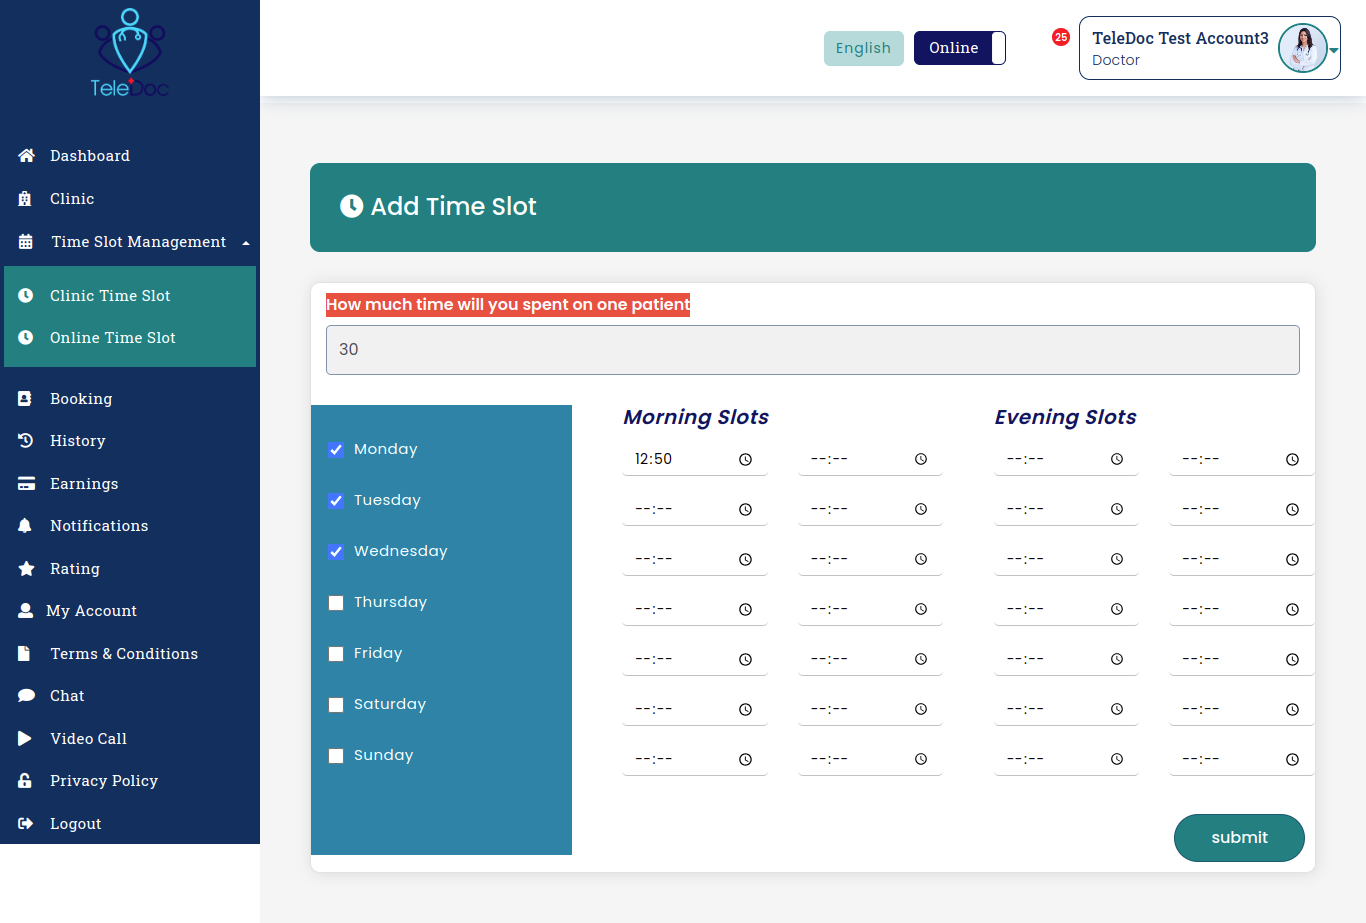 TeleDoc
Dashboard
Clinic
Time Slot Management
Clinic Time Slot
Online Time Slot
Booking
History
Earnings
Notifications
Rating
My Account
Terms & Conditions
Chat
Video Call
Privacy Policy
Logout
English
Online
25
TeleDoc Test Account3
Doctor
Add Time Slot
How much time will you spent on one patient
30
Monday
Tuesday
Wednesday
Thursday
Friday
Saturday
Sunday
Morning Slots Evening Slots
12:50 --:-- --:-- --:--
--:-- --:-- --:-- --:--
--:-- --:-- --:-- --:--
--:-- --:-- --:-- --:--
--:-- --:-- --:-- --:--
--:-- --:-- --:-- --:--
--:-- --:-- --:-- --:--
submit